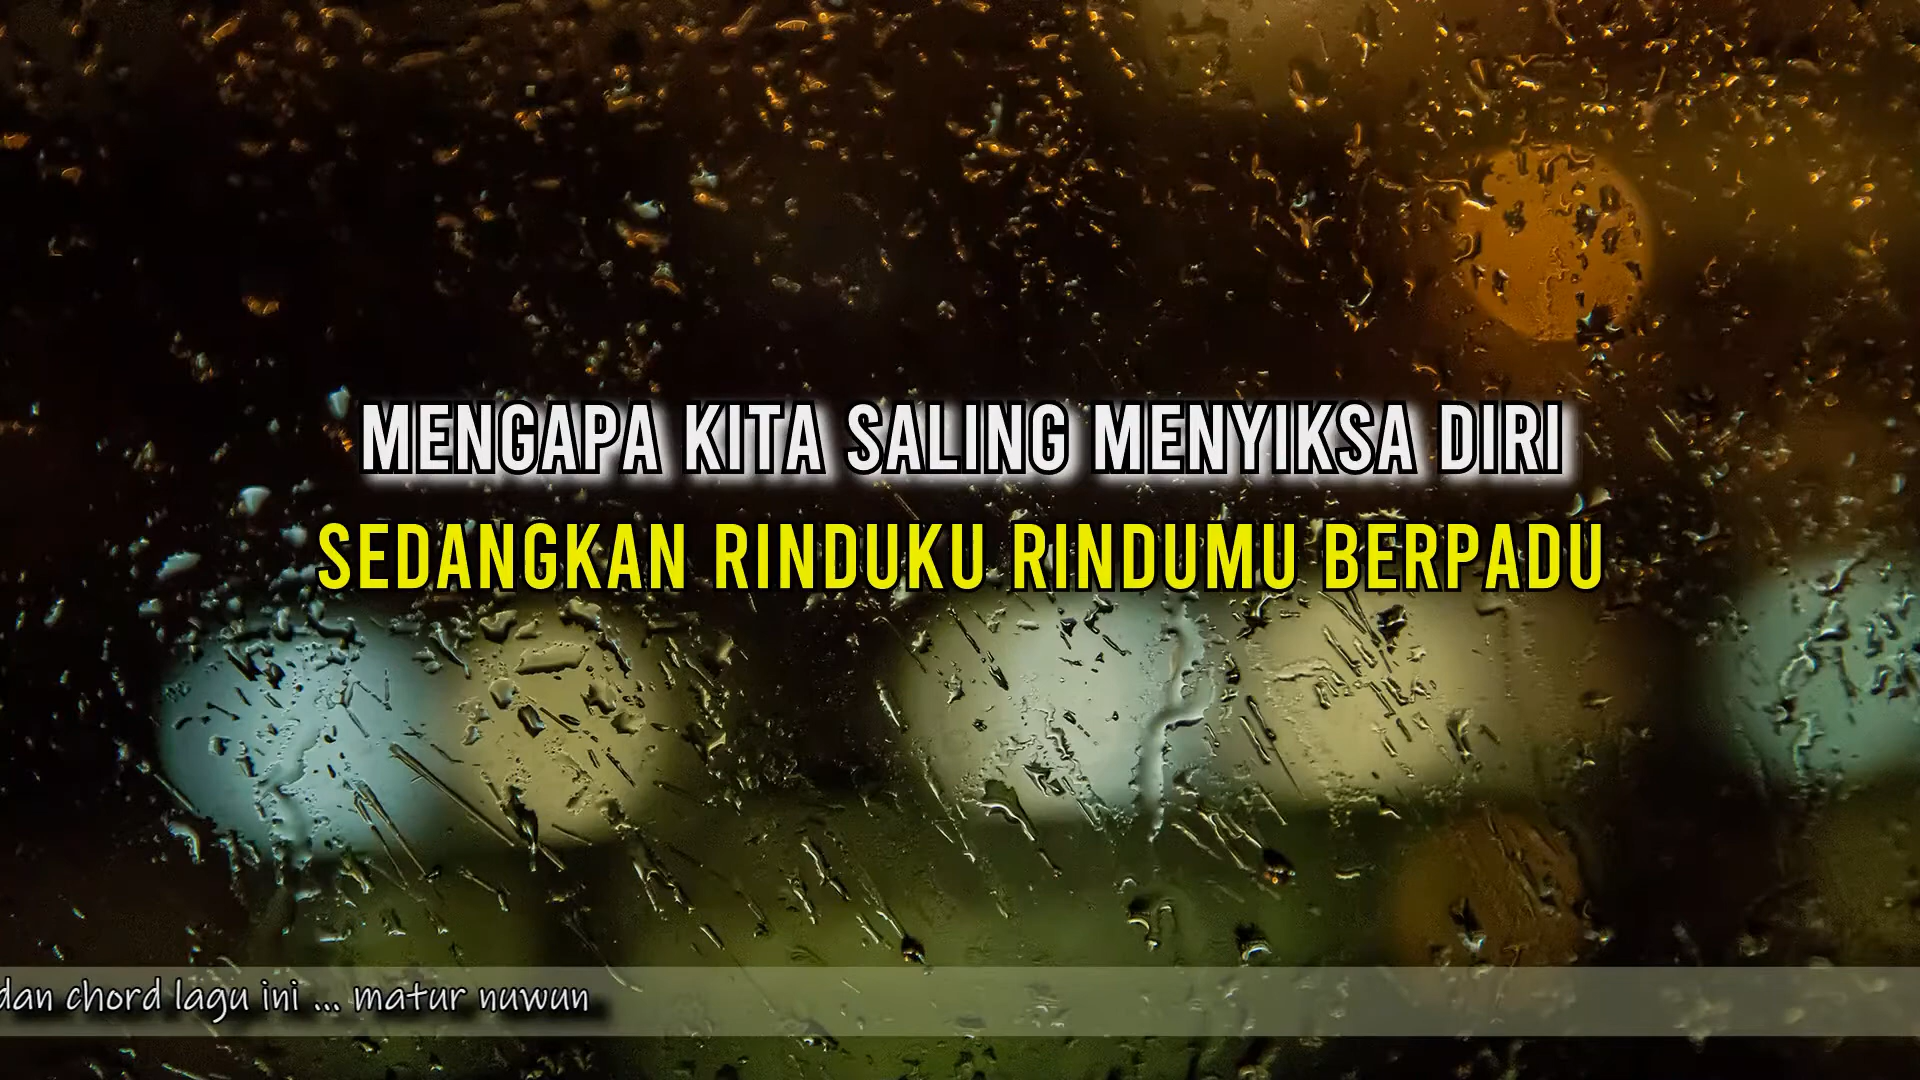 MENGAPA KITA SALING MENYIKSA DIRI
SEDANGKAN RINDUKU RINDUMU BERPADU
dan chord lagu ini ... matur nuwun